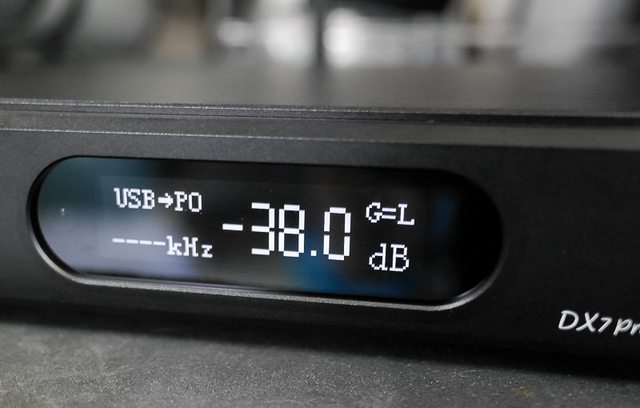 USB→PO
----kHz
-38.0
G=L
dB
DX7 Pr